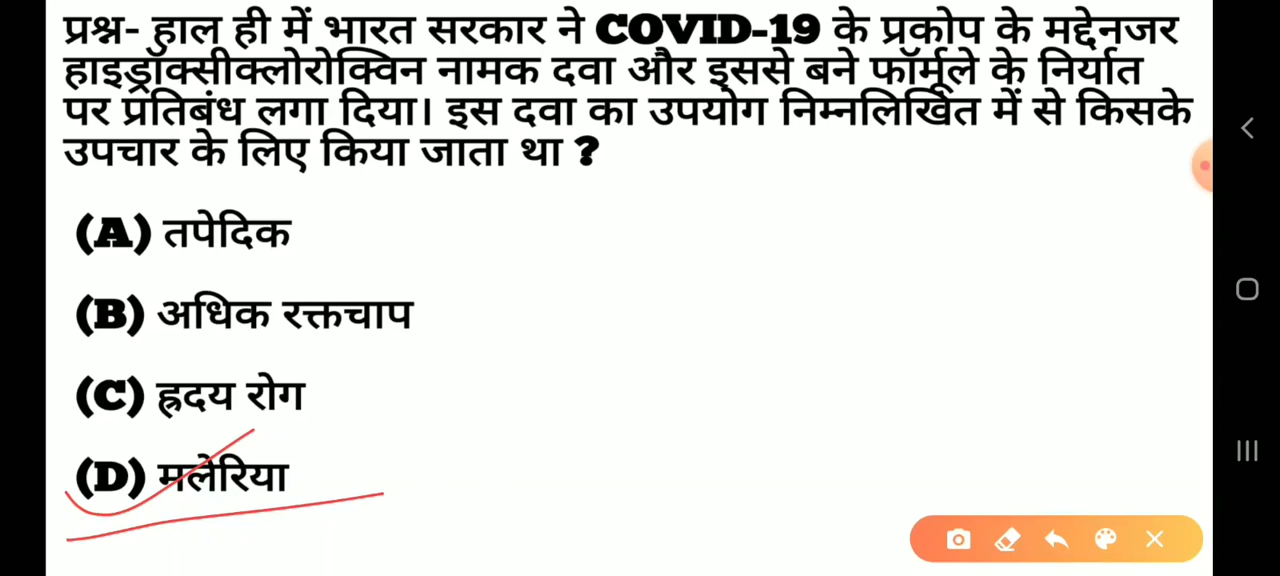 प्रश्न- हाल ही में भारत सरकार ने COVID-19 के प्रकोप के मद्देनजर
हाइड्रॉक्सीक्लोरोक्विन नामक दवा और इससे बने फॉर्मूले के निर्यात
पर प्रतिबंध लगा दिया। इस दवा का उपयोग निम्नलिखित में से किसके
उपचार के लिए किया जाता था ?
(A) तपेदिक
(B) अधिक रक्तचाप
(C) ह्रदय रोग
(D) मलेरिया